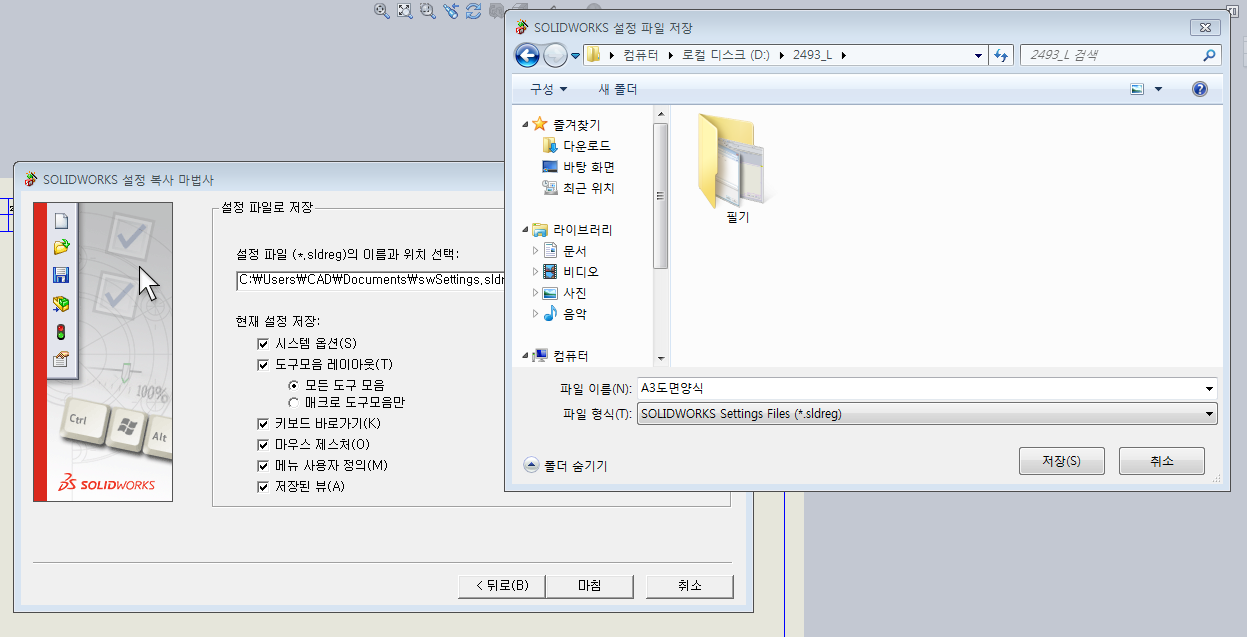 SOLIDWORKS 설정 파일 저장
컴퓨터 로컬 디스크 (D:) 2493_L
2493_L 검색
구성 새 폴더
즐겨찾기
다운로드
바탕 화면
최근 위치
라이브러리
문서
비디오
사진
음악
컴퓨터
필기
파일 이름(N): A3도면양식
파일 형식(T): SOLIDWORKS Settings Files (*.sldreg)
폴더 숨기기
저장(S) 취소
SOLIDWORKS 설정 복사 마법사
설정 파일로 저장
설정 파일 (*.sldreg)의 이름과 위치 선택:
C:₩Users₩CAD₩Documents₩swSettings.sldr
현재 설정 저장:
시스템 옵션(S)
도구모음 레이아웃(T)
모든 도구 모음
매크로 도구모음만
키보드 바로가기(K)
마우스 제스처(O)
메뉴 사용자 정의(M)
저장된 뷰(A)
100%
Ctrl Alt
SOLIDWORKS
< 뒤로(B) 마침 취소